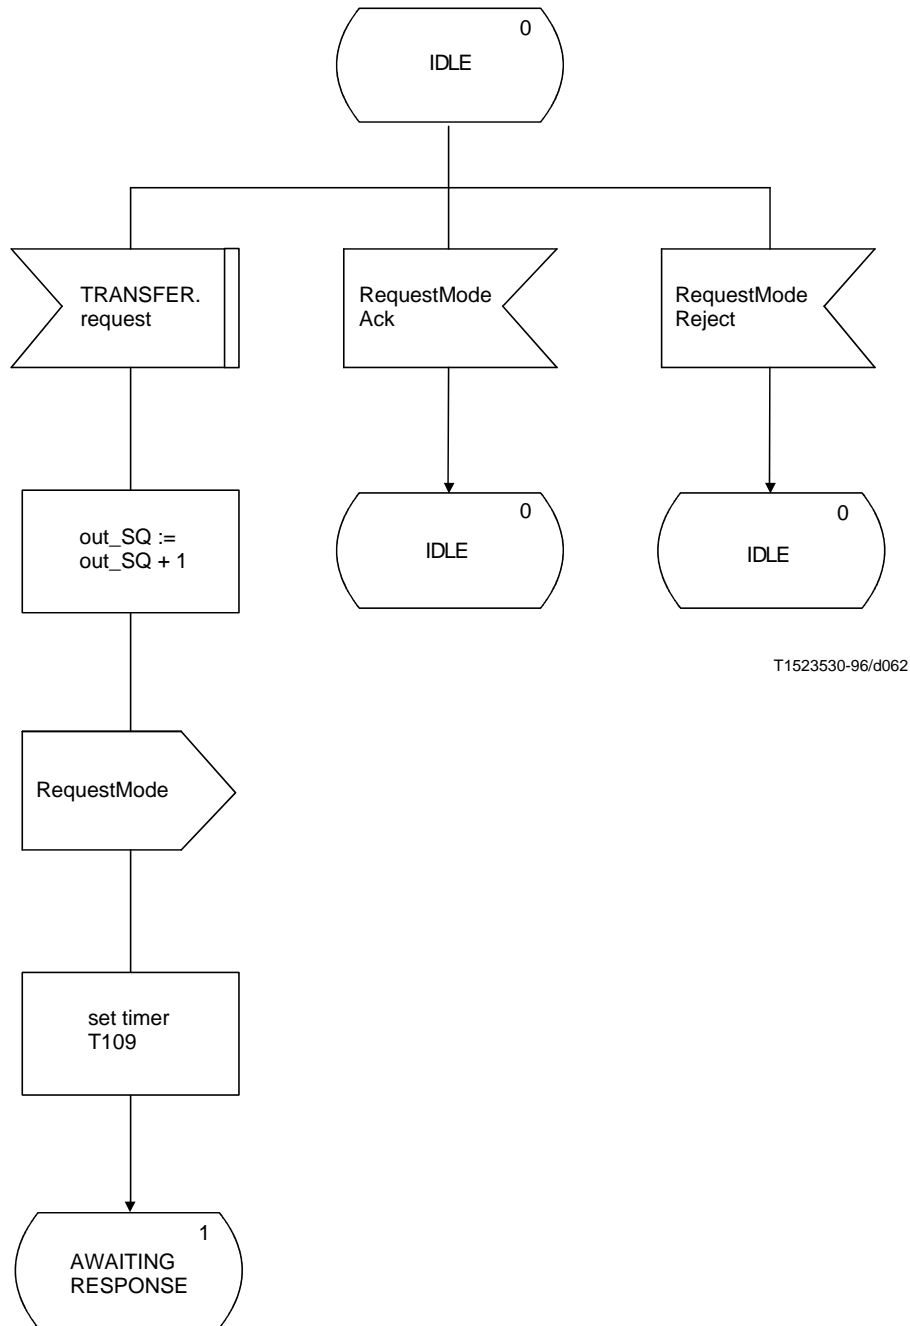 0
IDLE
TRANSFER.
request
RequestMode
Ack
RequestMode
Reject
out_SQ :=
out_SQ + 1
0
IDLE
0
IDLE
T1523530-96/d062
RequestMode
set timer
T109
1
AWAITING
RESPONSE